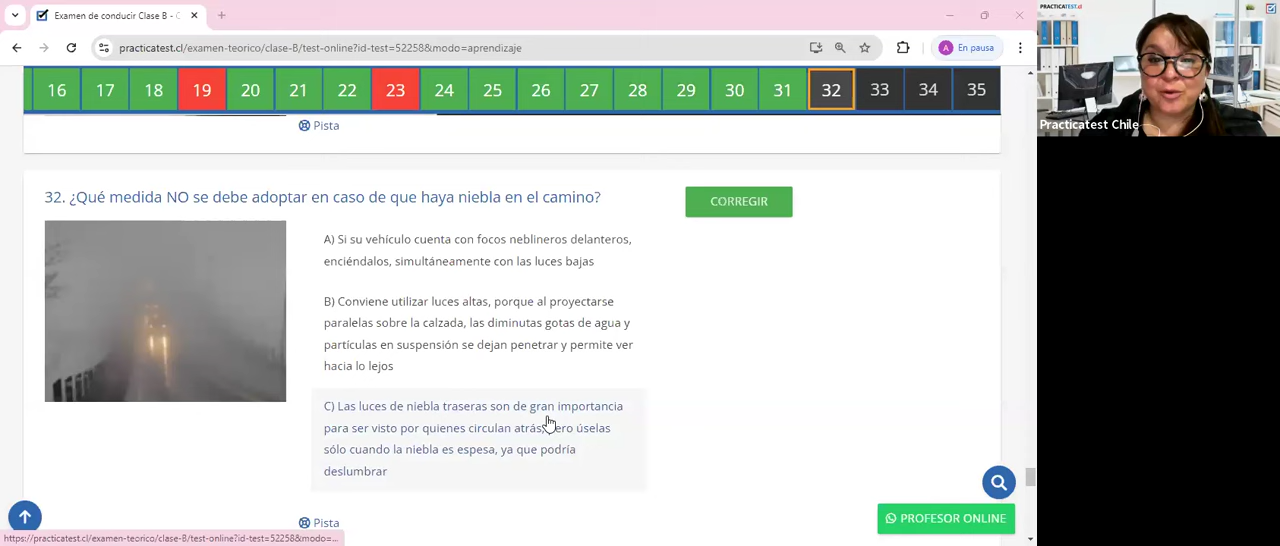 Examen de conducir Clase B - C
practicatest.cl/examen-teorico/clase-B/test-online?id-test=52258&modo=aprendizaje
A
En pausa
16 17 18 19 20 21 22 23 24 25 26 27 28 29 30 31 32 33 34 35
Pista
32. ¿Qué medida NO se debe adoptar en caso de que haya niebla en el camino?
CORREGIR
A) Si su vehículo cuenta con focos neblineros delanteros,
enciéndalos, simultáneamente con las luces bajas
B) Conviene utilizar luces altas, porque al proyectarse
paralelas sobre la calzada, las diminutas gotas de agua y
partículas en suspensión se dejan penetrar y permite ver
hacia lo lejos
C) Las luces de niebla traseras son de gran importancia
para ser visto por quienes circulan atrás, pero úselas
sólo cuando la niebla es espesa, ya que podría
deslumbrar
Pista
PROFESOR ONLINE
https://practicatest.cl/examen-teorico/clase-B/test-online?id-test=52258&modo=...
PRACTICATEST.cl
Practicatest Chile